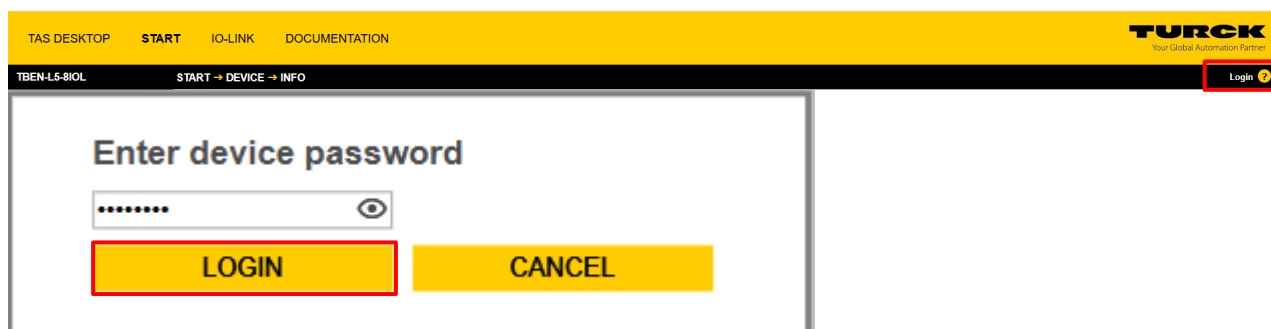 TAS DESKTOP START IO-LINK DOCUMENTATION
TURCK
Your Global Automation Partner
TBEN-L5-8IOL START → DEVICE → INFO Login ?
Enter device password
••••••••
LOGIN CANCEL